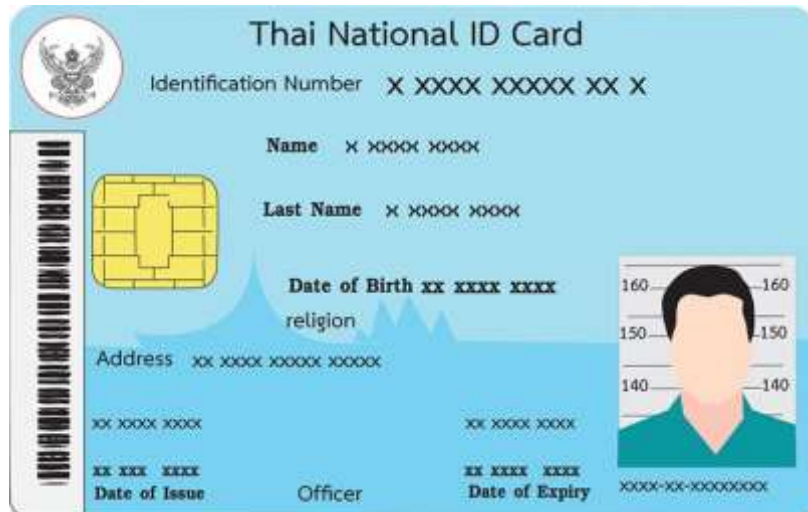 Thai National ID Card
Identification Number X XXXX XXXXX XX X
Name X XXXX XXXX
Last Name X XXXX XXXX
Date of Birth xx xxxx xxxx
religion
Address xx xxxx xxxxx xxxxx
xx xxxx xxxx xx xxxx xxxx
xx xxx xxxx xx xxxx xxxx
Date of Issue Officer Date of Expiry xxxx-xx-xxxxxxxx
160 160
150 150
140 140